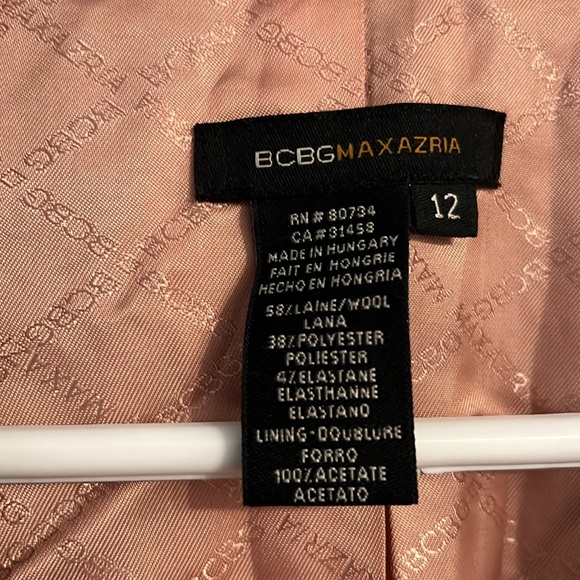 BCBGMAXAZRIA
12
RN# 80734
CA#31458
MADE IN HUNGARY
FAIT EN HONGRIE
HECHO EN HONGRIA
58% LAINE/WOOL
LANA
38% POLYESTER
POLIESTER
4% ELASTANE
ELASTHANNE
ELASTANO
LINING-DOUBLURE
FORRO
100% ACETATE
ACETATO